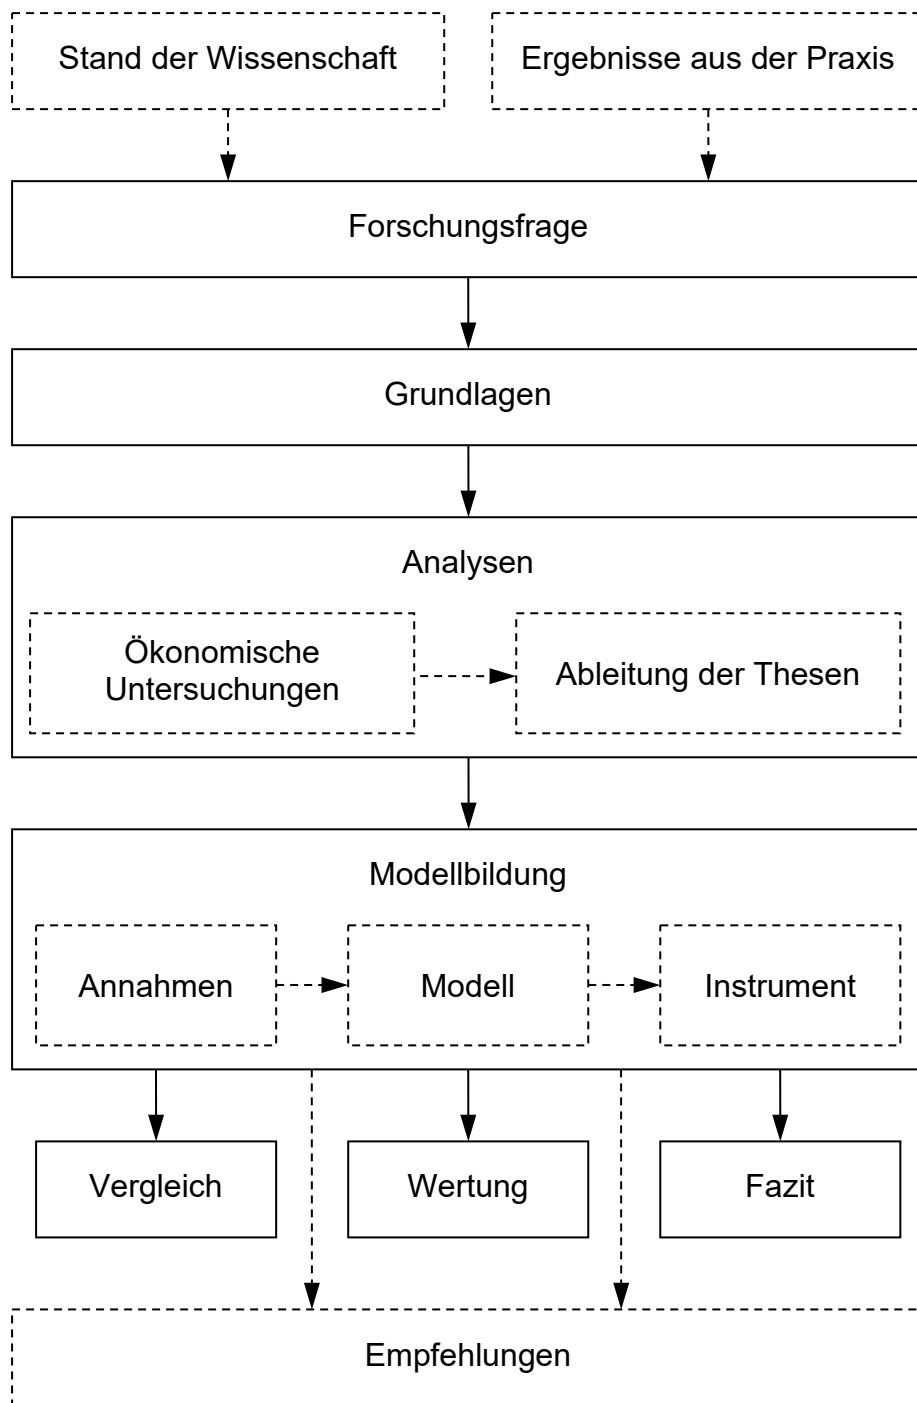 Stand der Wissenschaft
Ergebnisse aus der Praxis
Forschungsfrage
Grundlagen
Analysen
Ökonomische
Untersuchungen
Ableitung der Thesen
Modellbildung
Annahmen
Modell
Instrument
Vergleich
Wertung
Fazit
Empfehlungen